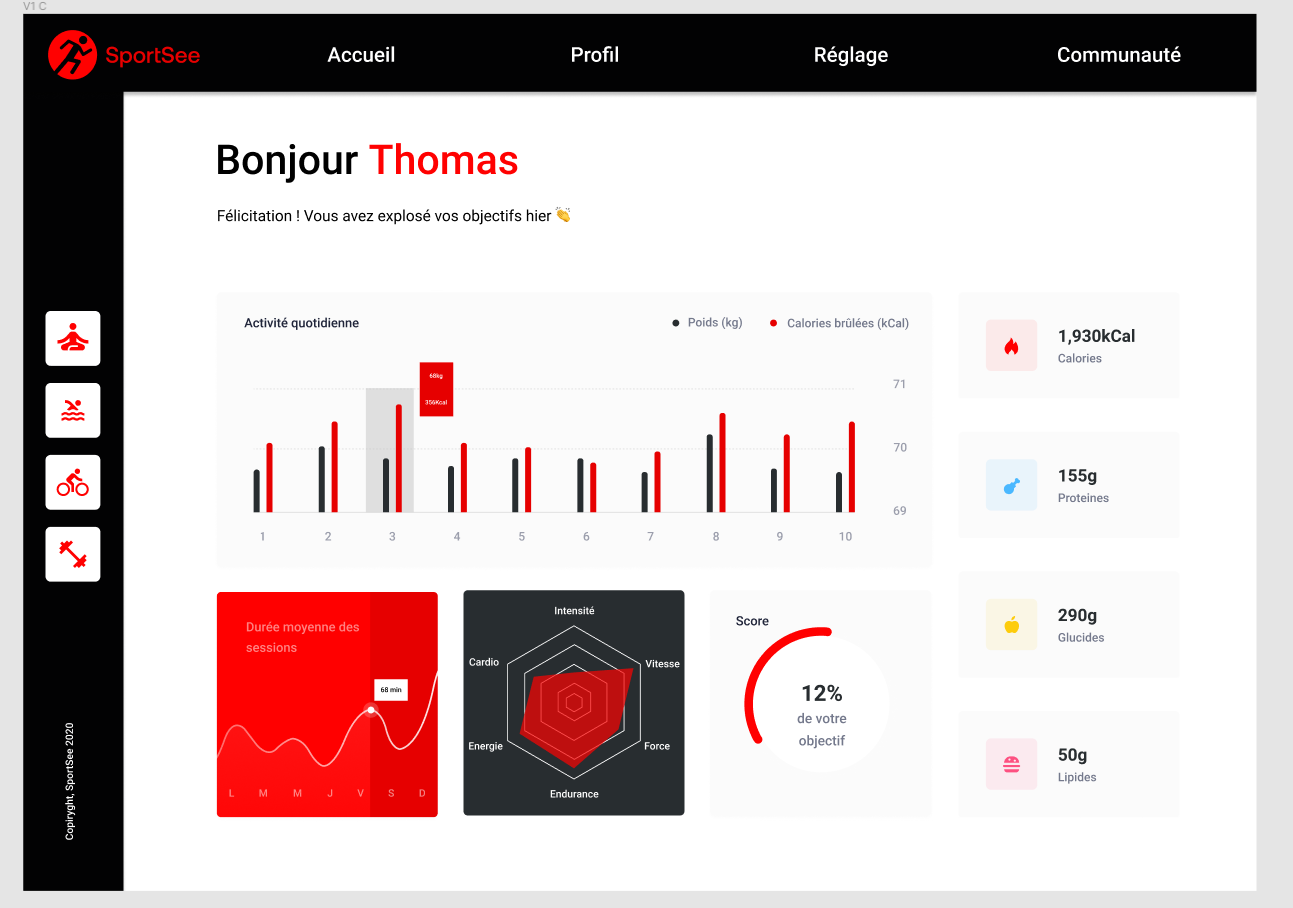 V1 C
SportSee
Accueil
Profil
Réglage
Communauté
Bonjour Thomas
Félicitation ! Vous avez explosé vos objectifs hier 👏
Activité quotidienne
Poids (kg)
Calories brûlées (kCal)
68kg
356Kcal
71
70
69
1 2 3 4 5 6 7 8 9 10
1,930kCal
Calories
155g
Proteines
290g
Glucides
50g
Lipides
Durée moyenne des
sessions
68 min
L M M J V S D
Intensité
Cardio
Vitesse
Energie
Force
Endurance
Score
12%
de votre
objectif
Copiryght, SportSee 2020